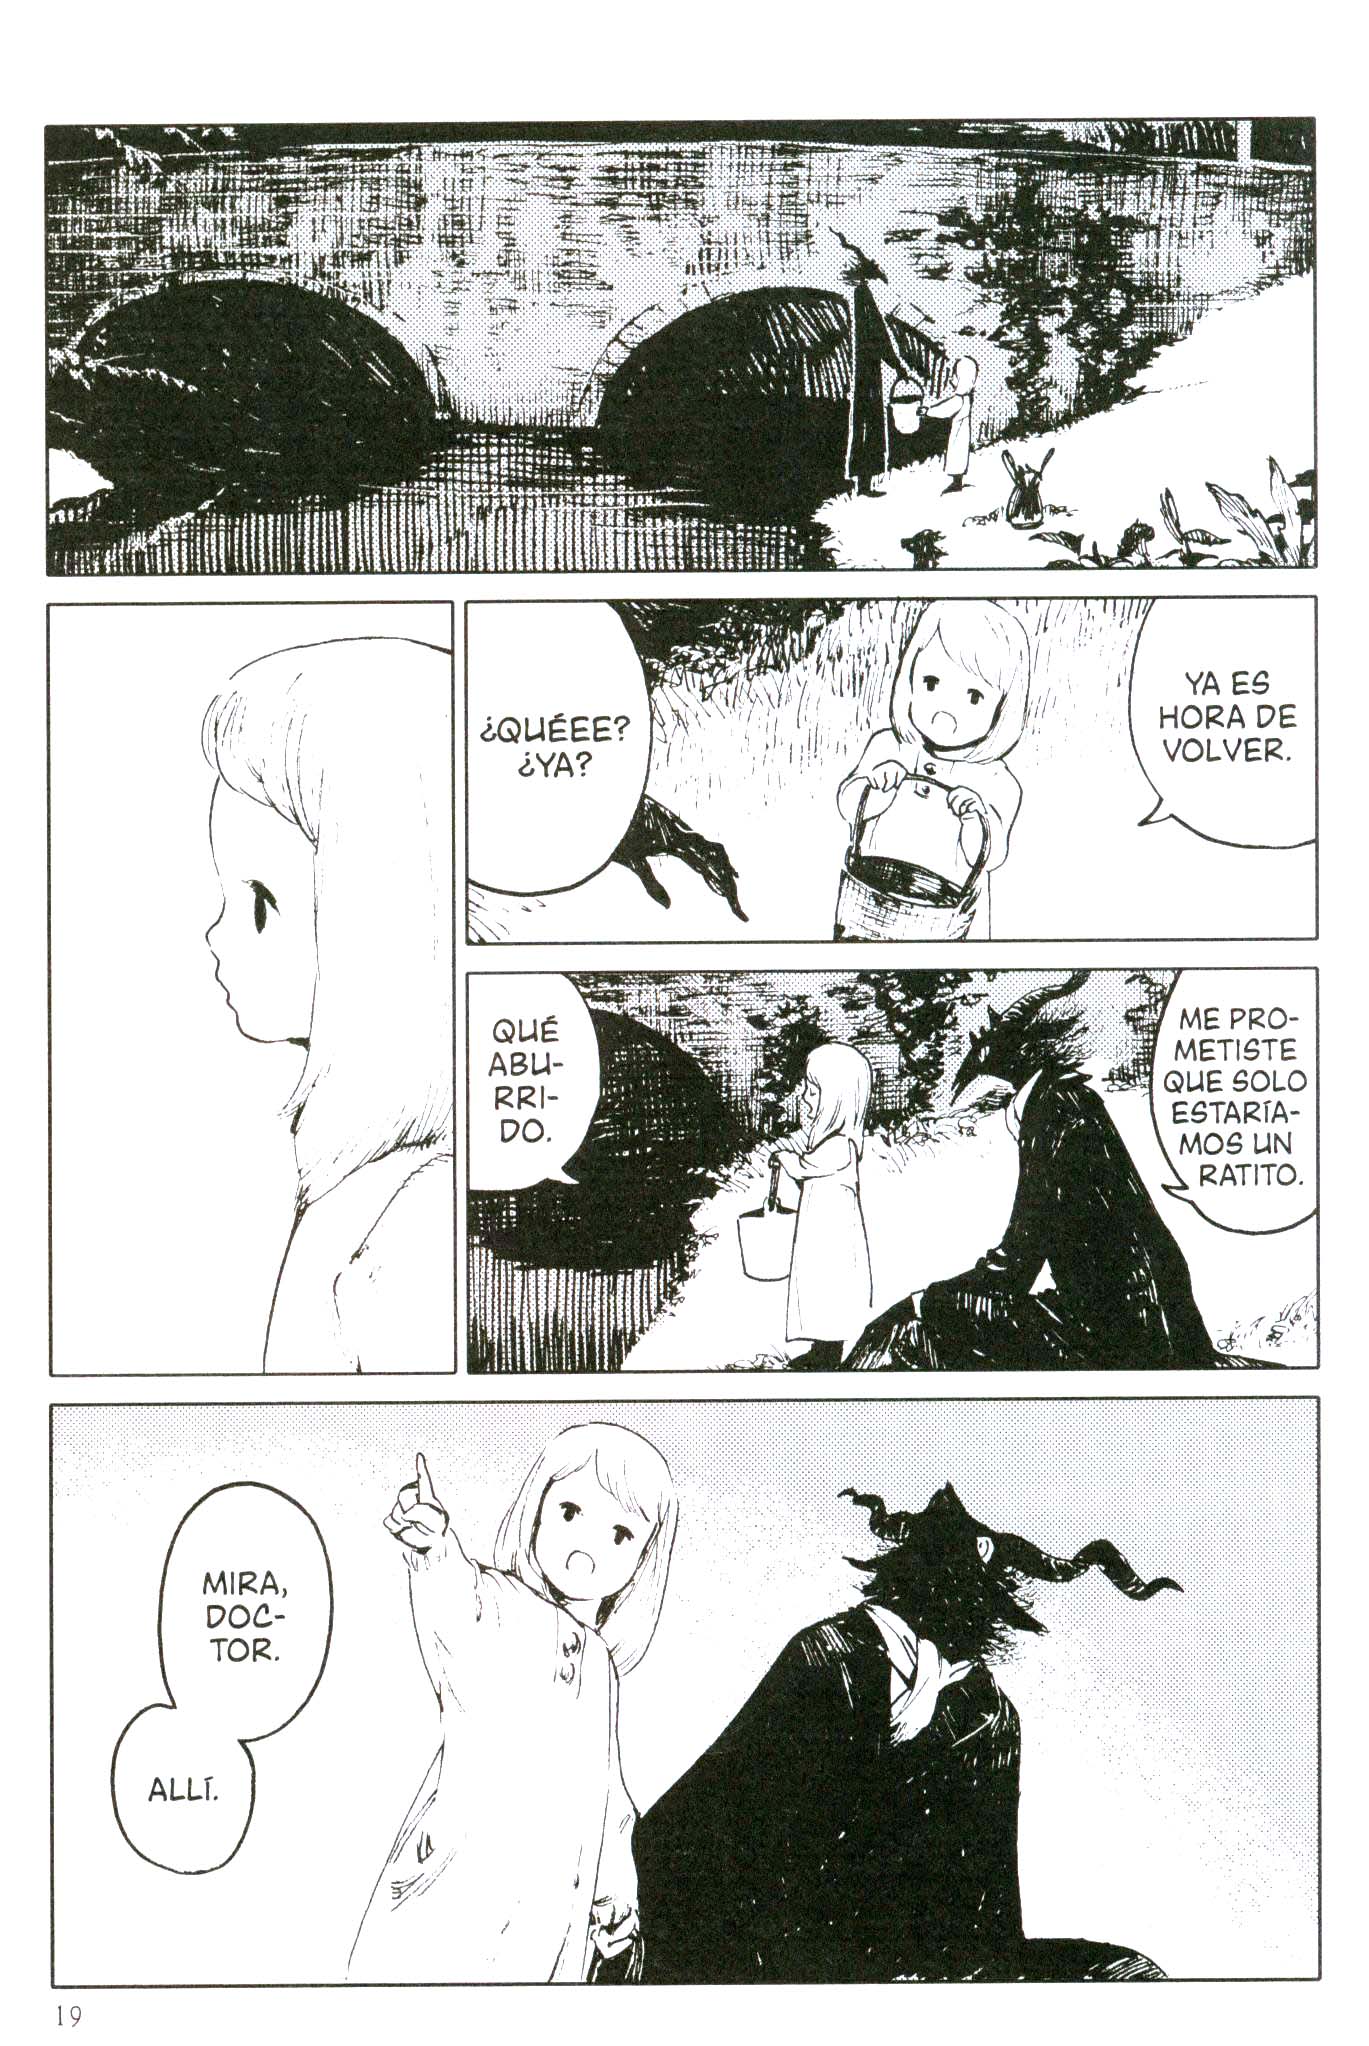 YA ES
HORA DE
VOLVER.
¿QUÉEE?
¿YA?
ME PRO-
METISTE
QUE SOLO
ESTARÍA-
MOS UN
RATITO.
QUÉ
ABU-
RRI-
DO.
MIRA,
DOC-
TOR.
ALLÍ.
19